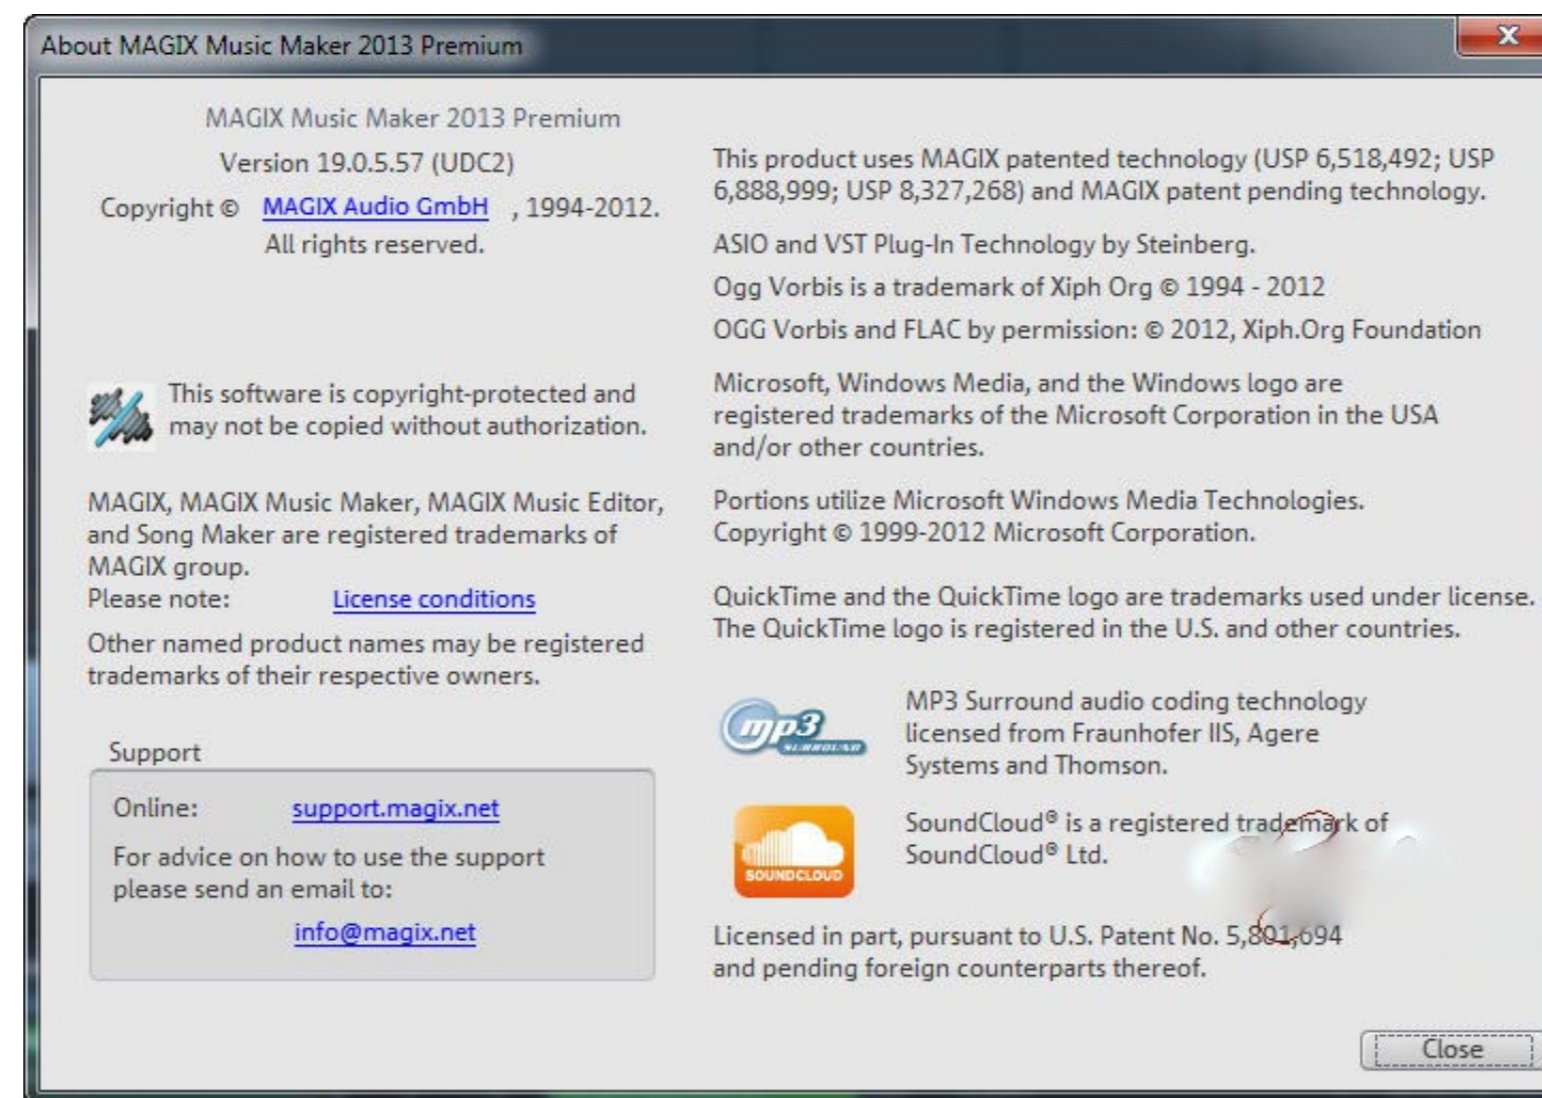 About MAGIX Music Maker 2013 Premium
MAGIX Music Maker 2013 Premium
Version 19.0.5.57 (UDC2)
Copyright © MAGIX Audio GmbH , 1994-2012.
All rights reserved.
This software is copyright-protected and
may not be copied without authorization.
MAGIX, MAGIX Music Maker, MAGIX Music Editor,
and Song Maker are registered trademarks of
MAGIX group.
Please note: License conditions
Other named product names may be registered
trademarks of their respective owners.
Support
Online: support.magix.net
For advice on how to use the support
please send an email to:
info@magix.net
This product uses MAGIX patented technology (USP 6,518,492; USP
6,888,999; USP 8,327,268) and MAGIX patent pending technology.
ASIO and VST Plug-In Technology by Steinberg.
Ogg Vorbis is a trademark of Xiph Org © 1994 - 2012
OGG Vorbis and FLAC by permission: © 2012, Xiph.Org Foundation
Microsoft, Windows Media, and the Windows logo are
registered trademarks of the Microsoft Corporation in the USA
and/or other countries.
Portions utilize Microsoft Windows Media Technologies.
Copyright © 1999-2012 Microsoft Corporation.
QuickTime and the QuickTime logo are trademarks used under license.
The QuickTime logo is registered in the U.S. and other countries.
mp3
SURROUND
MP3 Surround audio coding technology
licensed from Fraunhofer IIS, Agere
Systems and Thomson.
SOUNDCLOUD
SoundCloud® is a registered trademark of
SoundCloud® Ltd.
Licensed in part, pursuant to U.S. Patent No. 5,801,694
and pending foreign counterparts thereof.
Close